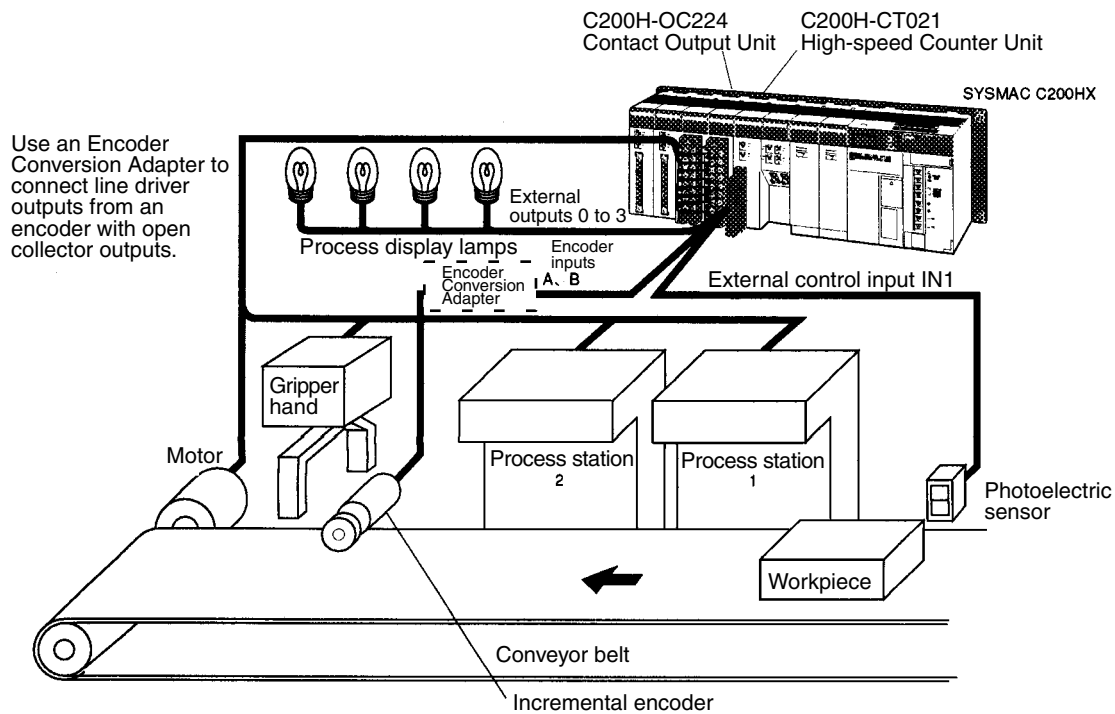 C200H-OC224
Contact Output Unit
C200H-CT021
High-speed Counter Unit
SYSMAC C200HX
Use an Encoder
Conversion Adapter to
connect line driver
outputs from an
encoder with open
collector outputs.
External
outputs 0 to 3
Process display lamps
Encoder
inputs
A、B
Encoder
Conversion
Adapter
External control input IN1
Gripper
hand
Motor
Process station
2
Process station
1
Photoelectric
sensor
Workpiece
Conveyor belt
Incremental encoder